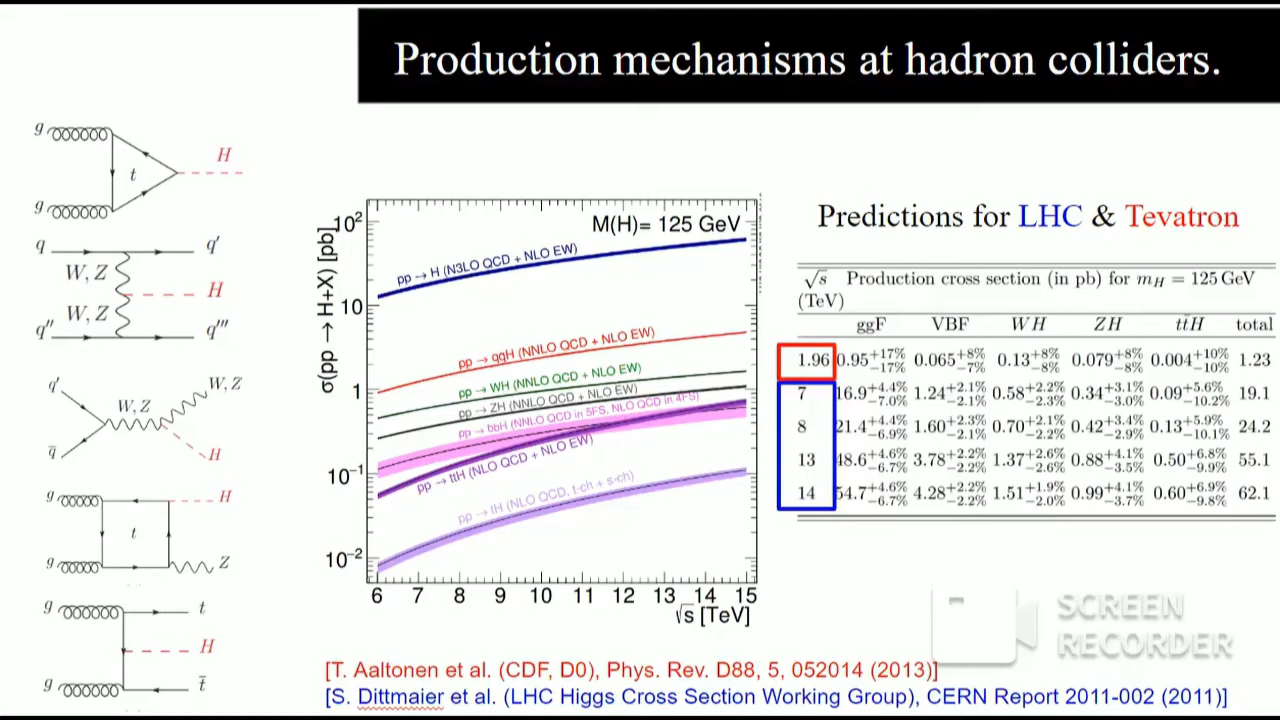 Production mechanisms at hadron colliders.
g
t
H
g
q
q′
W, Z
H
W, Z
q″
q‴
q′
W, Z
W, Z
q̅
H
g
H
t
g
Z
g
t
H
g
t̅
σ(pp → H+X) [pb]
M(H)= 125 GeV
10²
10
1
10⁻¹
10⁻²
pp → H (N3LO QCD + NLO EW)
pp → qqH (NNLO QCD + NLO EW)
pp → WH (NNLO QCD + NLO EW)
pp → ZH (NNLO QCD + NLO EW)
pp → bbH (NNLO QCD in 5FS, NLO QCD in 4FS)
pp → ttH (NLO QCD + NLO EW)
pp → tH (NLO QCD, t-ch + s-ch)
6 7 8 9 10 11 12 13 14 15
√s [TeV]
Predictions for LHC & Tevatron
√s Production cross section (in pb) for mH = 125 GeV
(TeV)
ggF VBF WH ZH tt̅H total
1.96 0.95+17%−17% 0.065+8%−7% 0.13+8%−8% 0.079+8%−8% 0.004+10%−10% 1.23
7 16.9+4.4%−7.0% 1.24+2.1%−2.1% 0.58+2.2%−2.3% 0.34+3.1%−3.0% 0.09+5.6%−10.2% 19.1
8 21.4+4.4%−6.9% 1.60+2.3%−2.1% 0.70+2.1%−2.2% 0.42+3.4%−2.9% 0.13+5.9%−10.1% 24.2
13 48.6+4.6%−6.7% 3.78+2.2%−2.2% 1.37+2.6%−2.6% 0.88+4.1%−3.5% 0.50+6.8%−9.9% 55.1
14 54.7+4.6%−6.7% 4.28+2.2%−2.2% 1.51+1.9%−2.0% 0.99+4.1%−3.7% 0.60+6.9%−9.8% 62.1
SCREEN
RECORDER
[T. Aaltonen et al. (CDF, D0), Phys. Rev. D88, 5, 052014 (2013)]
[S. Dittmaier et al. (LHC Higgs Cross Section Working Group), CERN Report 2011-002 (2011)]